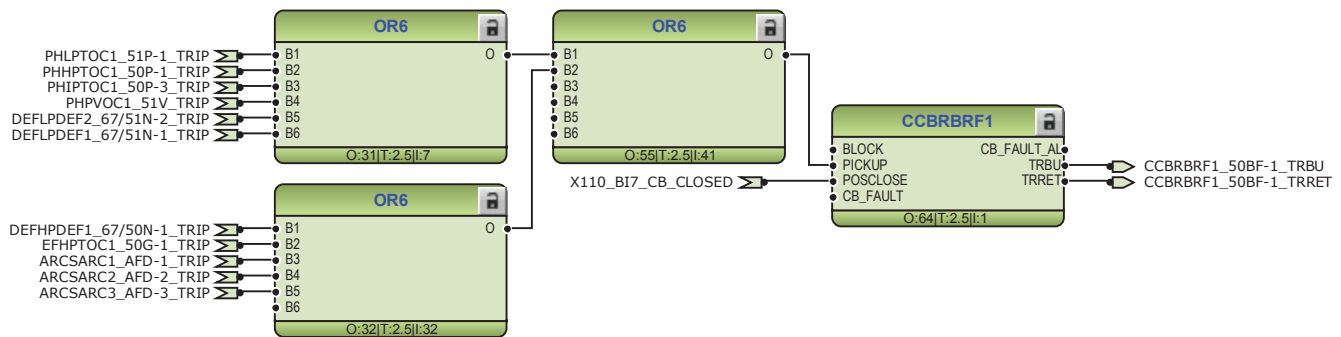 OR6
PHLPTOC1_51P-1_TRIP B1 O
PHHPTOC1_50P-1_TRIP B2
PHIPTOC1_50P-3_TRIP B3
PHPVOC1_51V_TRIP B4
DEFLPDEF2_67/51N-2_TRIP B5
DEFLPDEF1_67/51N-1_TRIP B6
O:31|T:2.5|I:7
OR6
B1 O
B2
B3
B4
B5
B6
O:55|T:2.5|I:41
OR6
DEFHPDEF1_67/50N-1_TRIP B1 O
EFHPTOC1_50G-1_TRIP B2
ARCSARC1_AFD-1_TRIP B3
ARCSARC2_AFD-2_TRIP B4
ARCSARC3_AFD-3_TRIP B5
B6
O:32|T:2.5|I:32
CCBRBRF1
BLOCK CB_FAULT_AL
PICKUP TRBU CCBRBRF1_50BF-1_TRBU
X110_BI7_CB_CLOSED POSCLOSE TRRET CCBRBRF1_50BF-1_TRRET
CB_FAULT
O:64|T:2.5|I:1